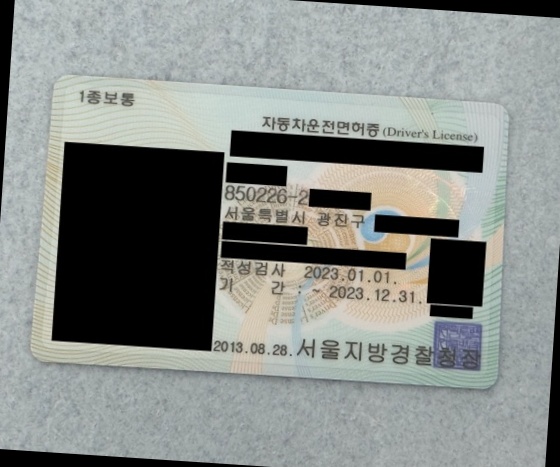 1종보통
자동차운전면허증 (Driver's License)
850226-2
서울특별시 광진구
적성검사 2023.01.01.
기 간 : ~ 2023.12.31.
2013.08.28. 서울지방경찰청장